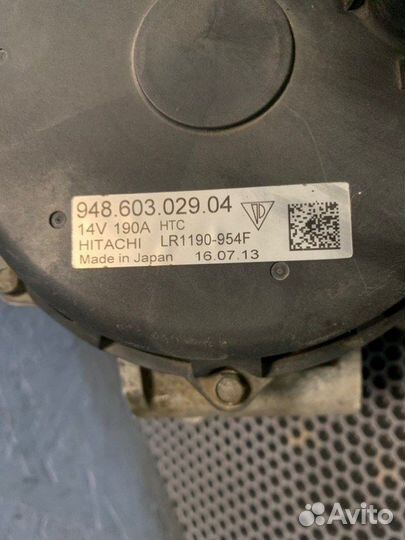 948.603.029.04
14V 190A HTC
HITACHI LR1190-954F
Made in Japan 16.07.13
Avito